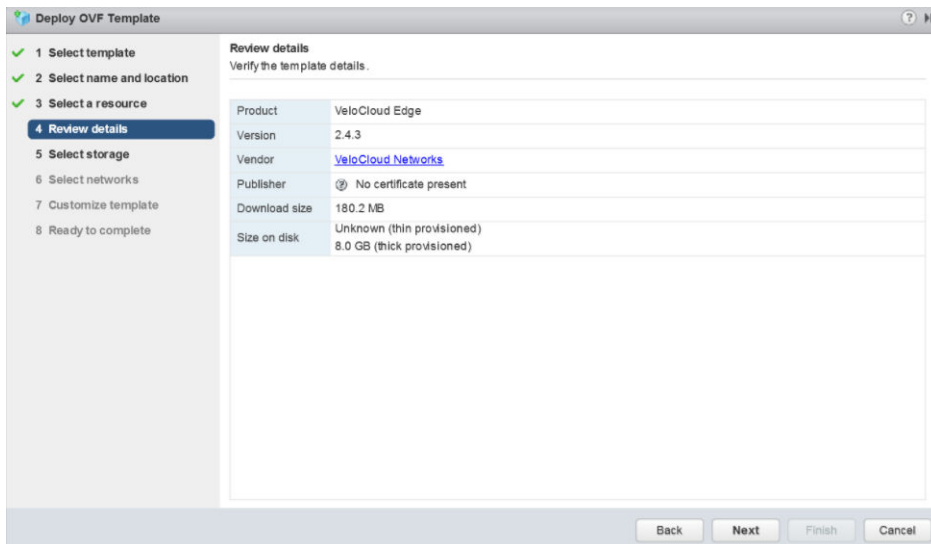 Deploy OVF Template
1 Select template
2 Select name and location
3 Select a resource
4 Review details
5 Select storage
6 Select networks
7 Customize template
8 Ready to complete
Review details
Verify the template details.
Product VeloCloud Edge
Version 2.4.3
Vendor VeloCloud Networks
Publisher No certificate present
Download size 180.2 MB
Size on disk Unknown (thin provisioned)
8.0 GB (thick provisioned)
Back Next Finish Cancel